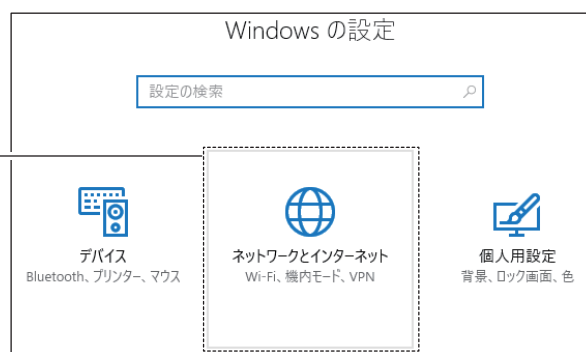 Windows の設定
設定の検索
デバイス
Bluetooth、プリンター、マウス
ネットワークとインターネット
Wi-Fi、機内モード、VPN
個人用設定
背景、ロック画面、色